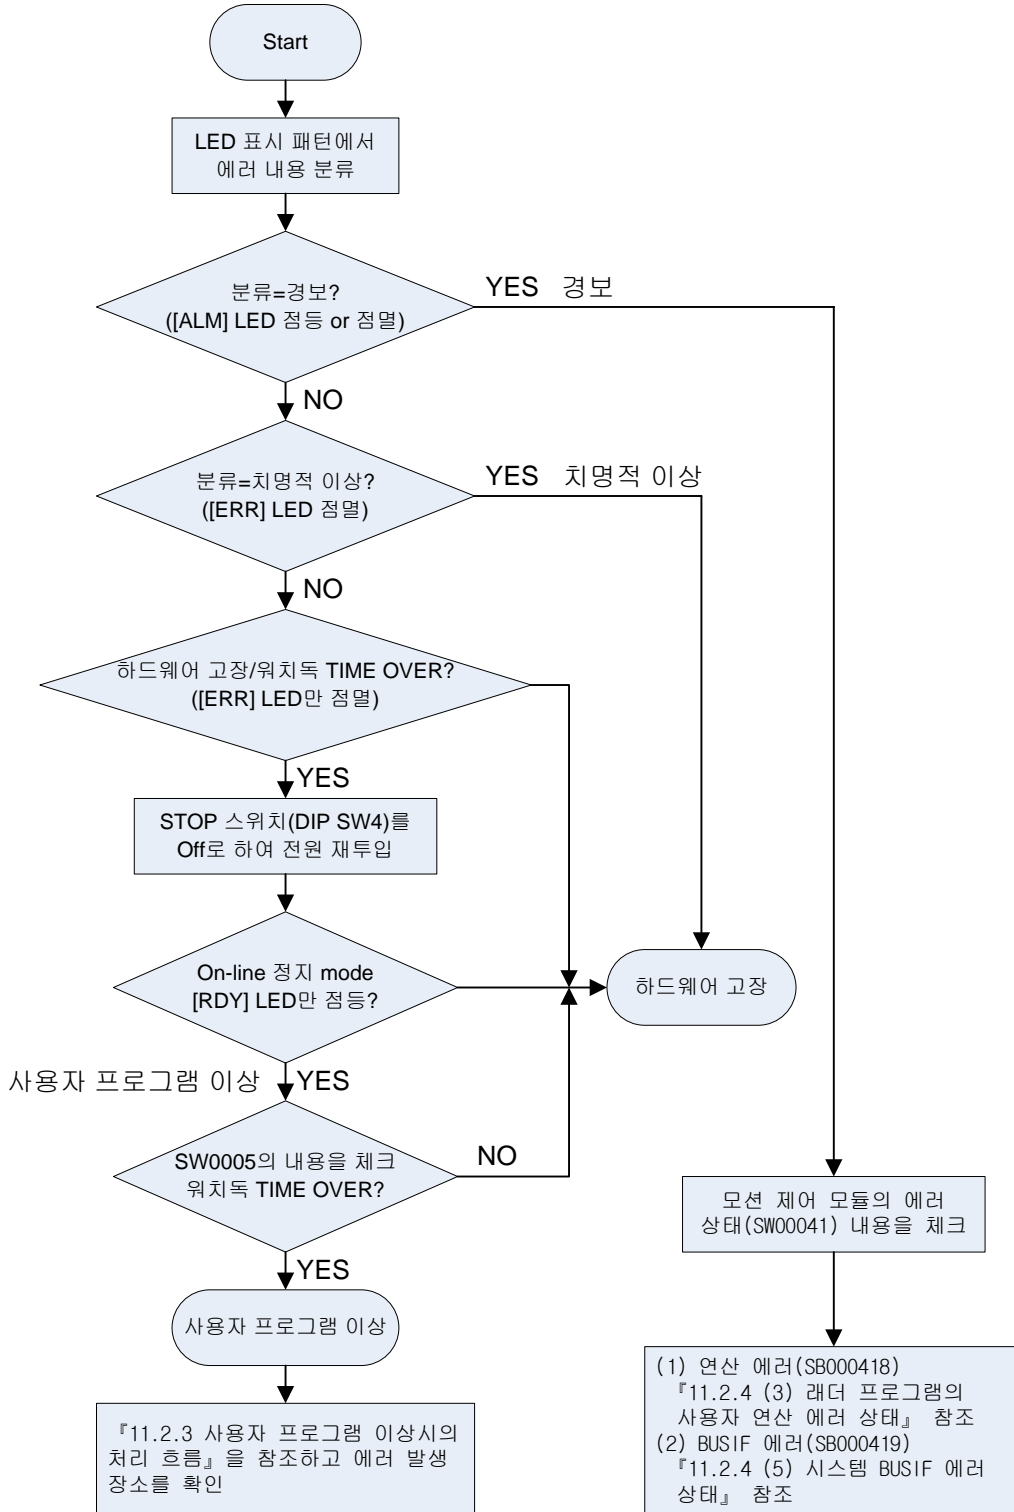 Start
LED 표시 패턴에서
에러 내용 분류
분류=경보?
([ALM] LED 점등 or 점멸)
YES 경보
NO
분류=치명적 이상?
([ERR] LED 점멸)
YES 치명적 이상
NO
하드웨어 고장/워치독 TIME OVER?
([ERR] LED만 점멸)
YES
STOP 스위치(DIP SW4)를
Off로 하여 전원 재투입
On-line 정지 mode
[RDY] LED만 점등?
하드웨어 고장
사용자 프로그램 이상 YES
SW0005의 내용을 체크
워치독 TIME OVER?
NO
모션 제어 모듈의 에러
상태(SW00041) 내용을 체크
YES
사용자 프로그램 이상
『11.2.3 사용자 프로그램 이상시의
처리 흐름』을 참조하고 에러 발생
장소를 확인
(1) 연산 에러(SB000418)
『11.2.4 (3) 래더 프로그램의
사용자 연산 에러 상태』 참조
(2) BUSIF 에러(SB000419)
『11.2.4 (5) 시스템 BUSIF 에러
상태』 참조